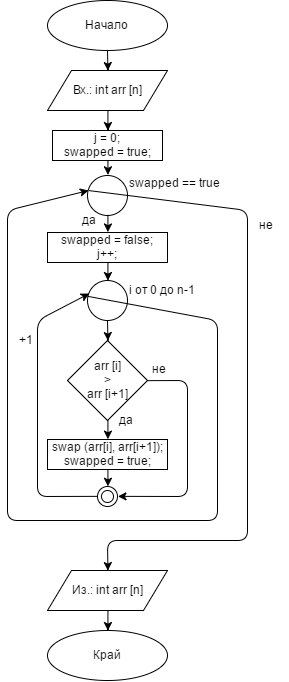 Начало
Вх.: int arr [n]
j = 0;
swapped = true;
swapped == true
да
не
swapped = false;
j++;
i от 0 до n-1
+1
arr [i]
>
arr [i+1]
не
да
swap (arr[i], arr[i+1]);
swapped = true;
Из.: int arr [n]
Край